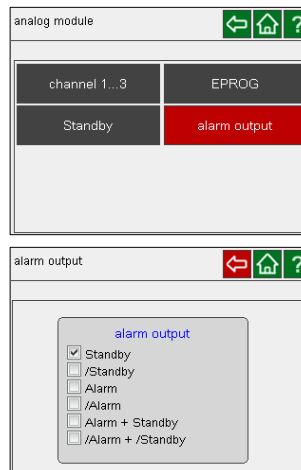 analog module
?
channel 1...3
EPROG
Standby
alarm output
alarm output
?
alarm output
Standby
/Standby
Alarm
/Alarm
Alarm + Standby
/Alarm + /Standby